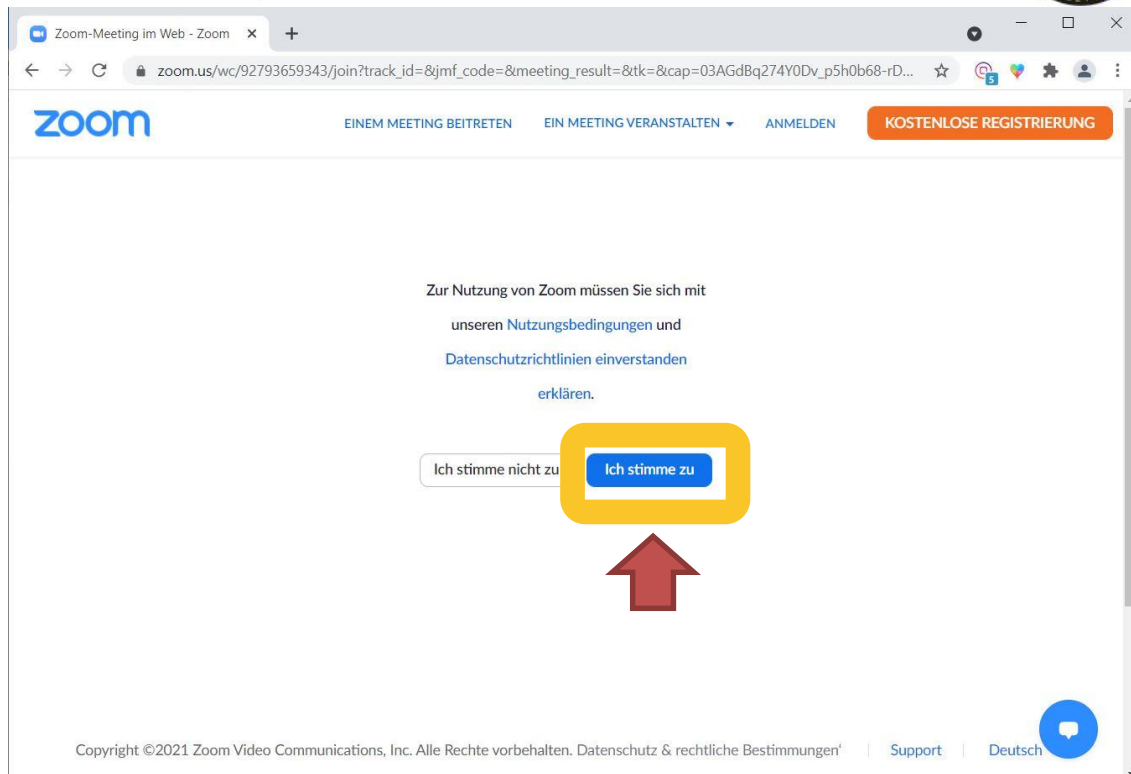 Zoom-Meeting im Web - Zoom
zoom.us/wc/92793659343/join?track_id=&jmf_code=&meeting_result=&tk=&cap=03AGdBq274Y0Dv_p5h0b68-rD...
5
zoom
EINEM MEETING BEITRETEN EIN MEETING VERANSTALTEN ANMELDEN KOSTENLOSE REGISTRIERUNG
Zur Nutzung von Zoom müssen Sie sich mit
unseren Nutzungsbedingungen und
Datenschutzrichtlinien einverstanden
erklären.
Ich stimme nicht zu Ich stimme zu
Copyright ©2021 Zoom Video Communications, Inc. Alle Rechte vorbehalten. Datenschutz & rechtliche Bestimmungen' Support Deutsch